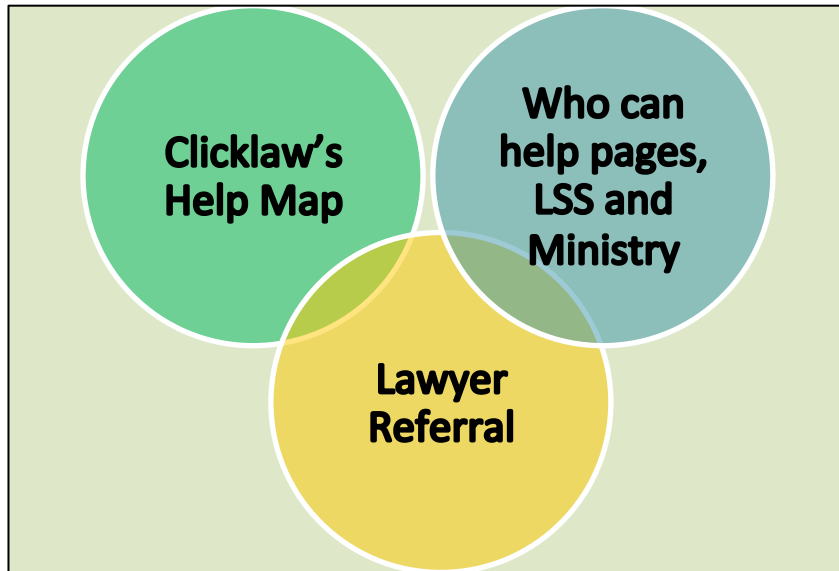 Clicklaw’s
Help Map
Who can
help pages,
LSS and
Ministry
Lawyer
Referral